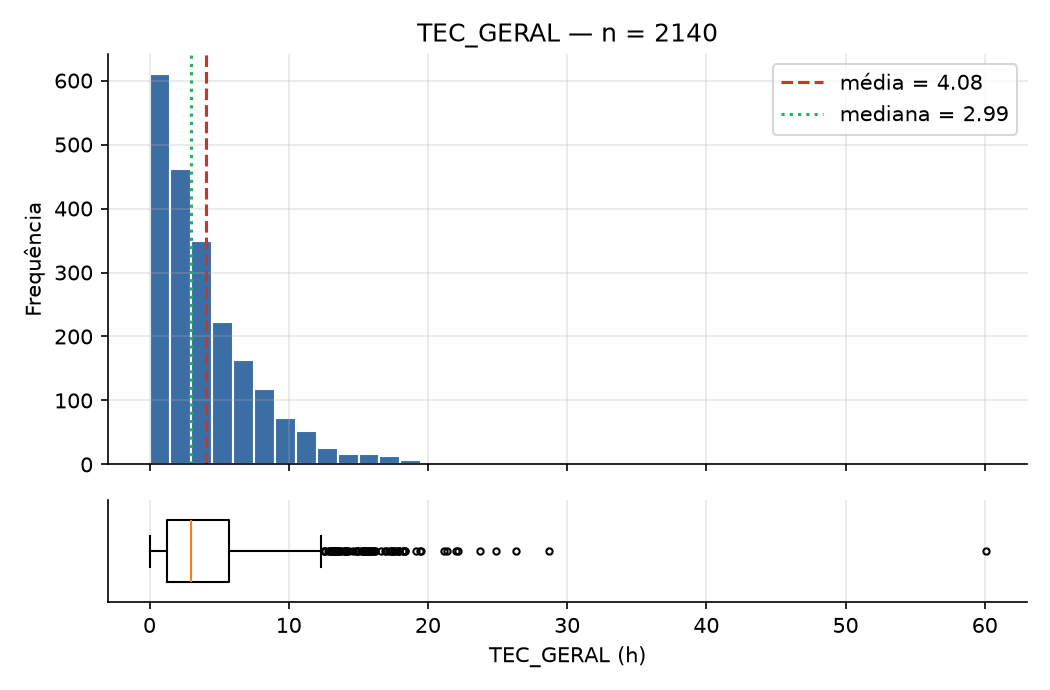 TEC_GERAL — n = 2140
média = 4.08
mediana = 2.99
Frequência
600
500
400
300
200
100
0
0 10 20 30 40 50 60
TEC_GERAL (h)